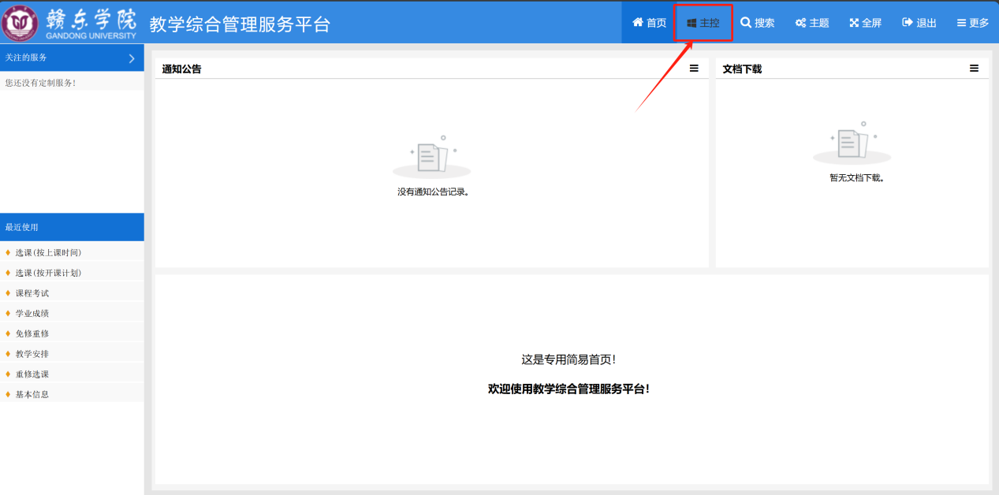 赣东学院
GANDONG UNIVERSITY
教学综合管理服务平台
首页
主控
搜索
主题
全屏
退出
更多
关注的服务
您还没有定制服务!
最近使用
选课(按上课时间)
选课(按开课计划)
课程考试
学业成绩
免修重修
教学安排
重修选课
基本信息
通知公告
没有通知公告记录。
文档下载
暂无文档下载。
这是专用简易首页!
欢迎使用教学综合管理服务平台!